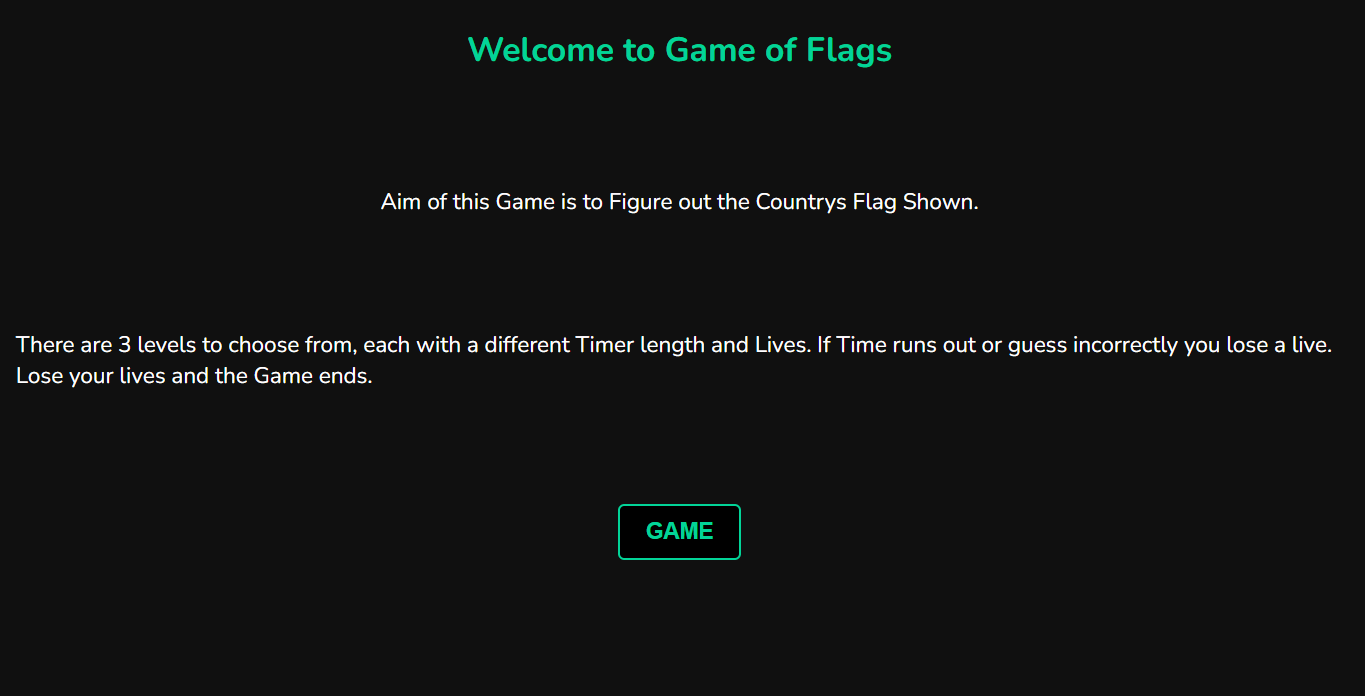 Welcome to Game of Flags
Aim of this Game is to Figure out the Countrys Flag Shown.
There are 3 levels to choose from, each with a different Timer length and Lives. If Time runs out or guess incorrectly you lose a live.
Lose your lives and the Game ends.
GAME